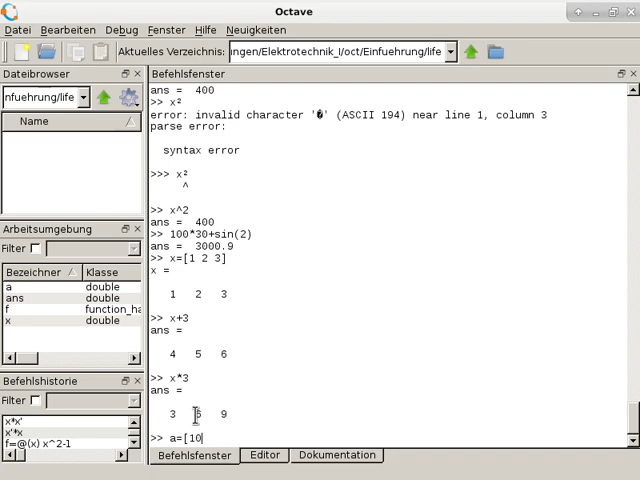 Octave
Datei Bearbeiten Debug Fenster Hilfe Neuigkeiten
Aktuelles Verzeichnis: ıngen/Elektrotechnik_I/oct/Einfuehrung/life
Dateibrowser
nfuehrung/life
Name
Arbeitsumgebung
Filter
Bezeichner Klasse
a double
ans double
f function_ha
x double
Befehlshistorie
Filter
x*x'
x'*x
f=@(x) x^2-1
Befehlsfenster
ans = 400
>> x²
error: invalid character '�' (ASCII 194) near line 1, column 3
parse error:
syntax error
>>> x²
^
>> x^2
ans = 400
>> 100*30+sin(2)
ans = 3000.9
>> x=[1 2 3]
x =
1 2 3
>> x+3
ans =
4 5 6
>> x*3
ans =
3 6 9
>> a=[10
Befehlsfenster Editor Dokumentation